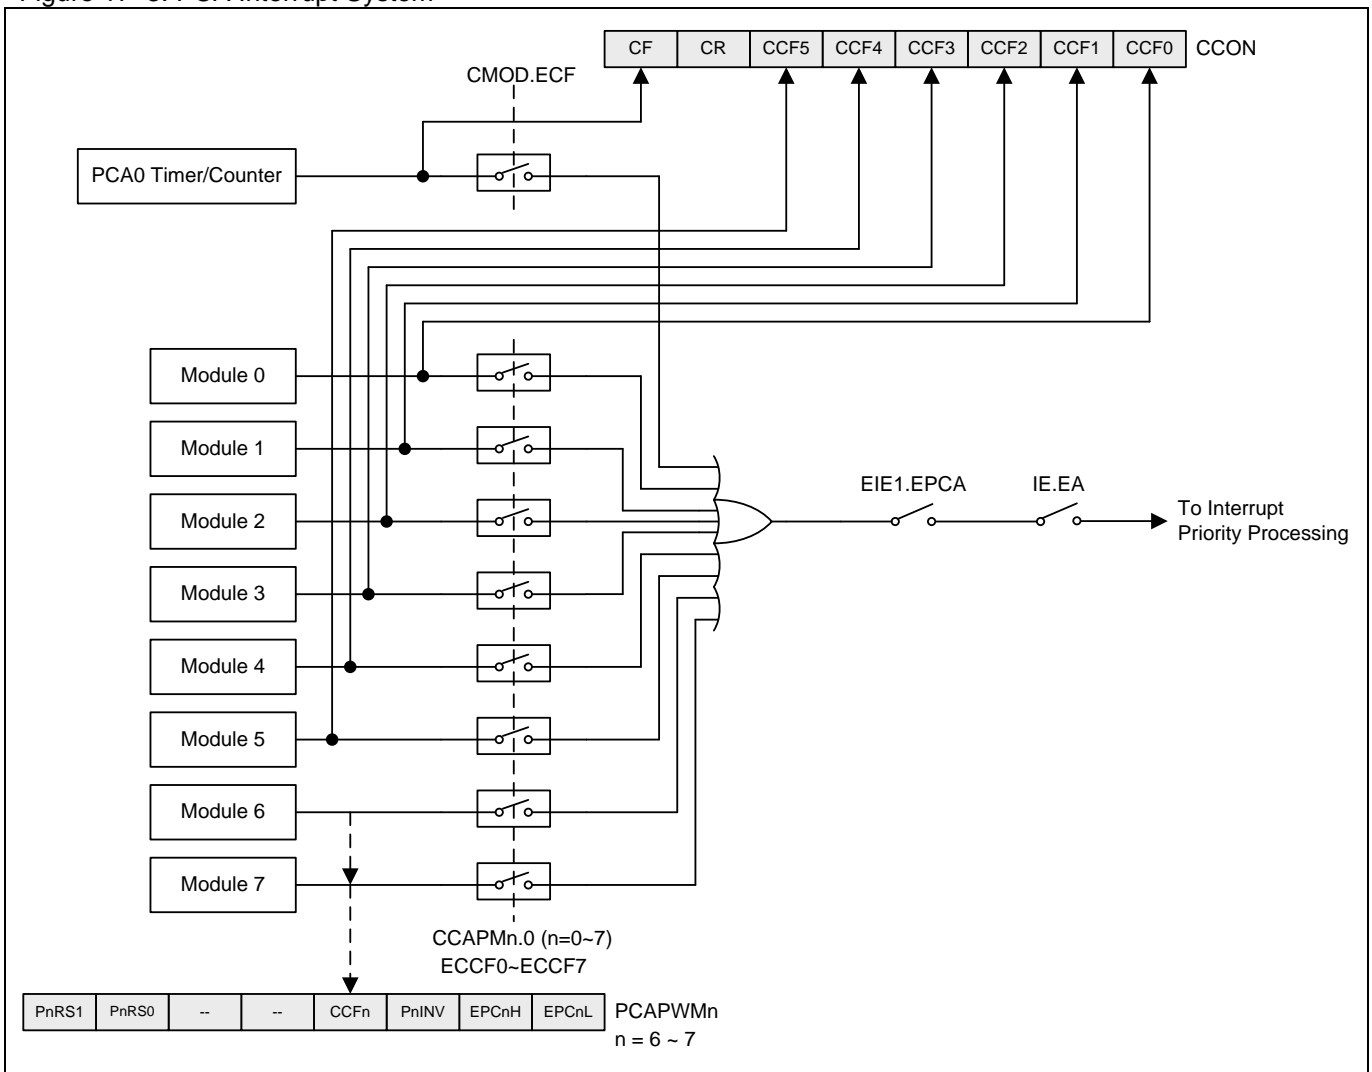 CF CR CCF5 CCF4 CCF3 CCF2 CCF1 CCF0 CCON
CMOD.ECF
PCA0 Timer/Counter
Module 0
Module 1
EIE1.EPCA IE.EA
Module 2
To Interrupt
Priority Processing
Module 3
Module 4
Module 5
Module 6
Module 7
CCAPMn.0 (n=0~7)
ECCF0~ECCF7
PnRS1 PnRS0 -- -- CCFn PnINV EPCnH EPCnL PCAPWMn
n = 6 ~ 7